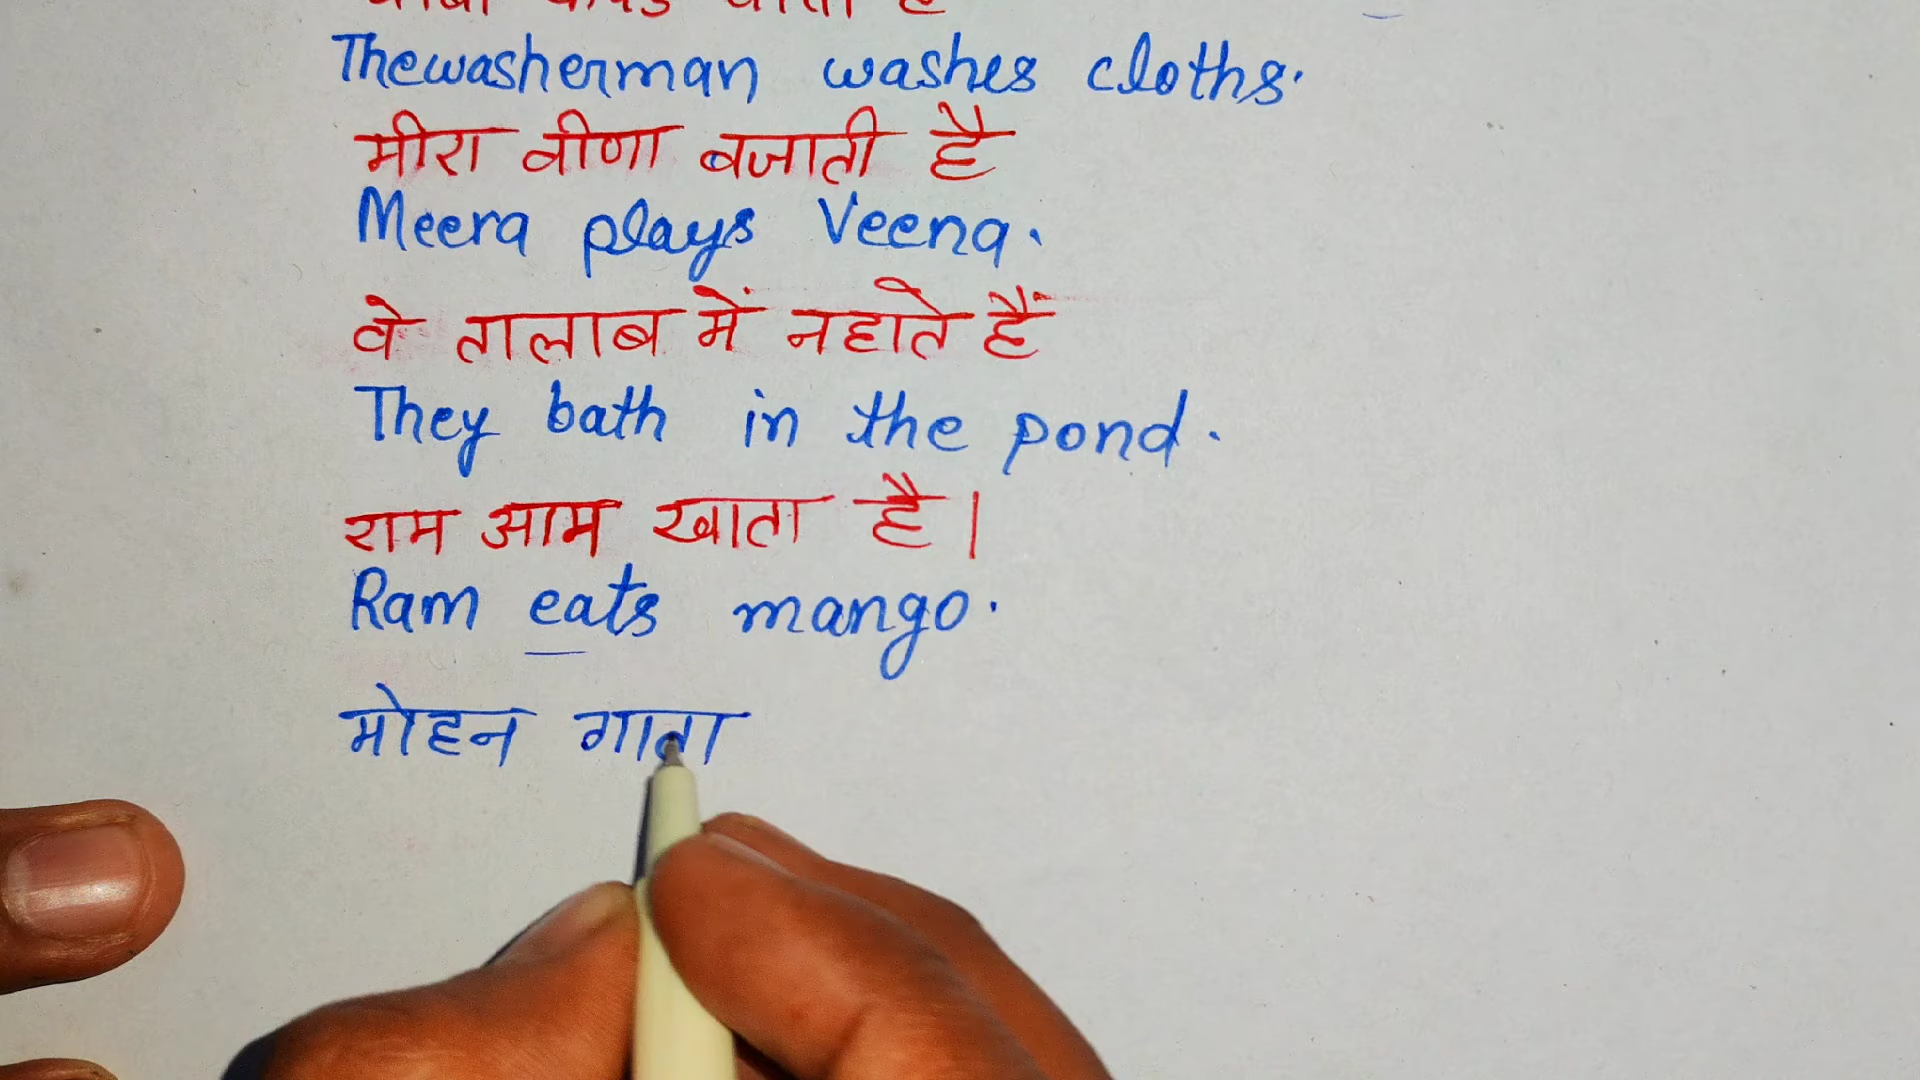 Thewasherman washes cloths.
मीरा वीणा बजाती है
Meera plays Veena.
वे तालाब में नहाते हैं
They bath in the pond.
राम आम खाता है।
Ram eats mango.
मोहन गाता